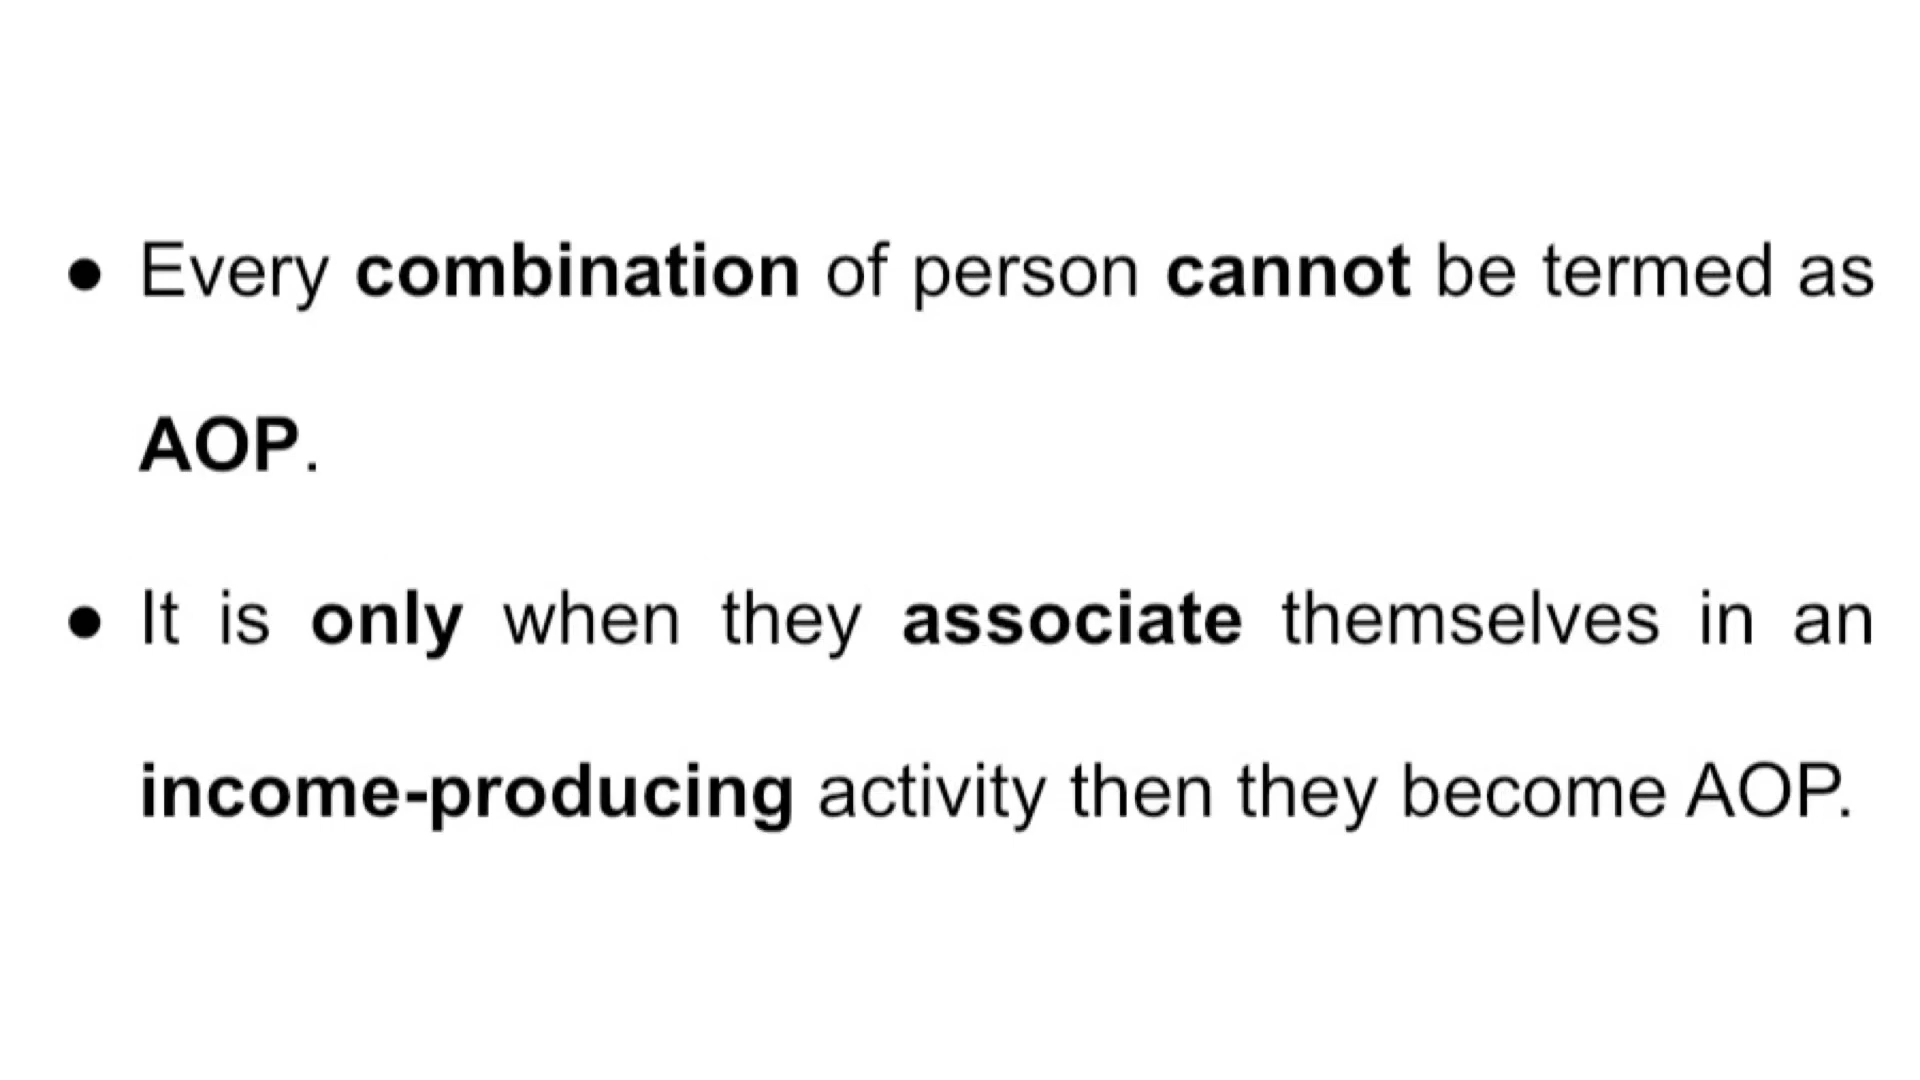 ● Every combination of person cannot be termed as
AOP.
● It is only when they associate themselves in an
income-producing activity then they become AOP.